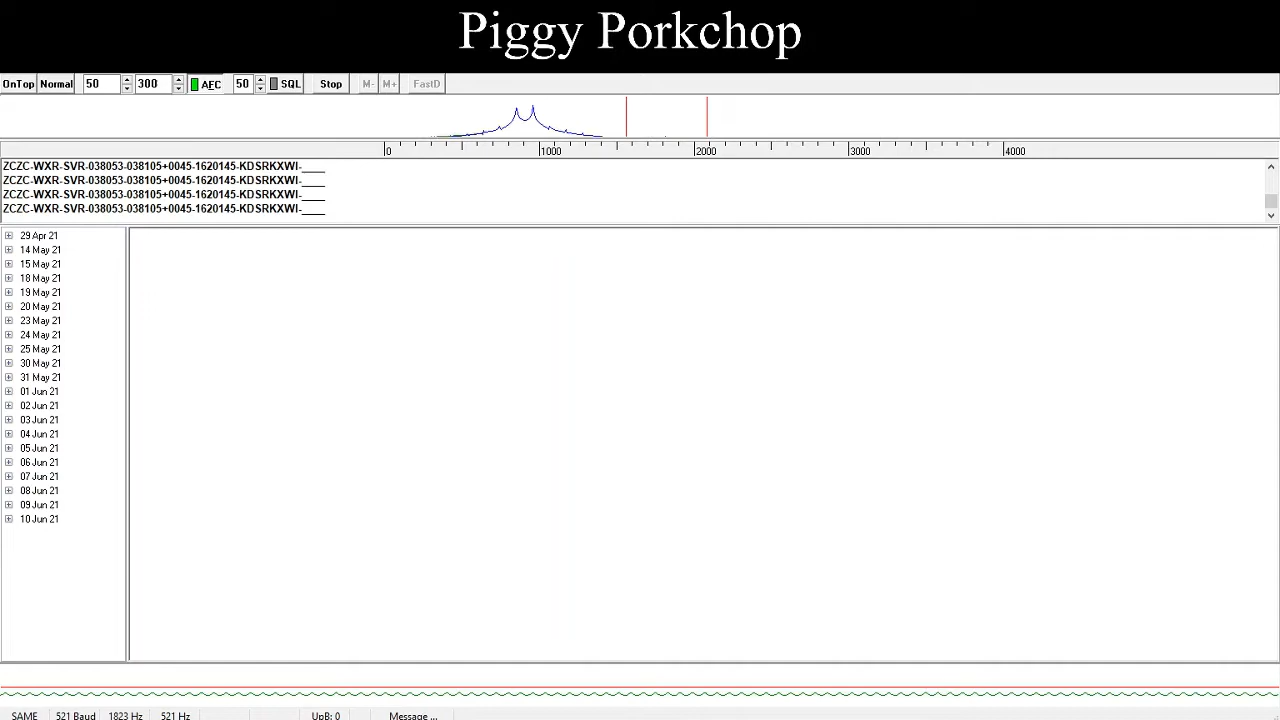 Piggy Porkchop
OnTop Normal 50 300 AFC 50 SQL Stop M- M+ FastD
0 1000 2000 3000 4000
ZCZC-WXR-SVR-038053-038105+0045-1620145-KDSRKXWI-____
ZCZC-WXR-SVR-038053-038105+0045-1620145-KDSRKXWI-____
ZCZC-WXR-SVR-038053-038105+0045-1620145-KDSRKXWI-____
ZCZC-WXR-SVR-038053-038105+0045-1620145-KDSRKXWI-____
29 Apr 21
14 May 21
15 May 21
18 May 21
19 May 21
20 May 21
23 May 21
24 May 21
25 May 21
30 May 21
31 May 21
01 Jun 21
02 Jun 21
03 Jun 21
04 Jun 21
05 Jun 21
06 Jun 21
07 Jun 21
08 Jun 21
09 Jun 21
10 Jun 21
SAME 521 Baud 1823 Hz 521 Hz UpB: 0 Message ...